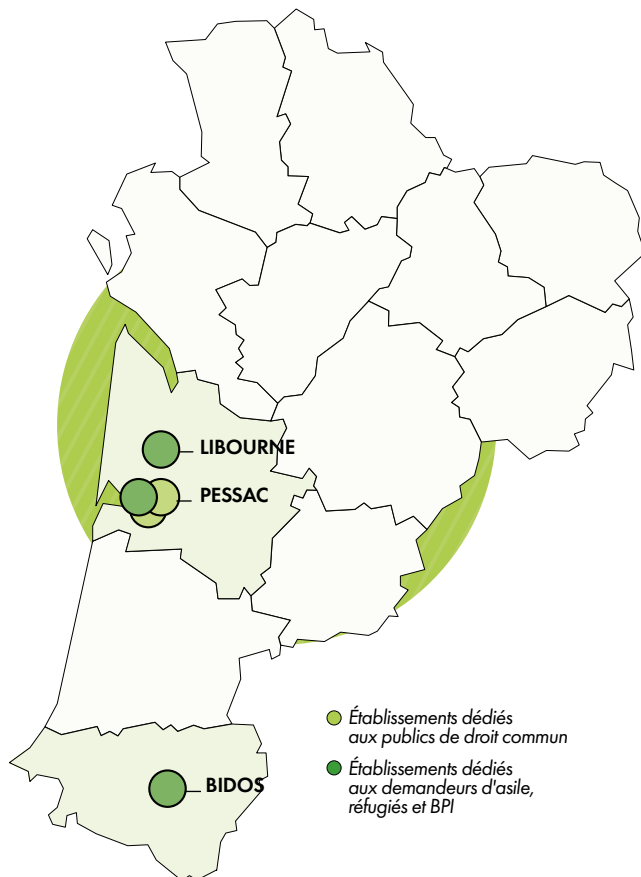 LIBOURNE
PESSAC
BIDOS
Établissements dédiés
aux publics de droit commun
Établissements dédiés
aux demandeurs d'asile,
réfugiés et BPI